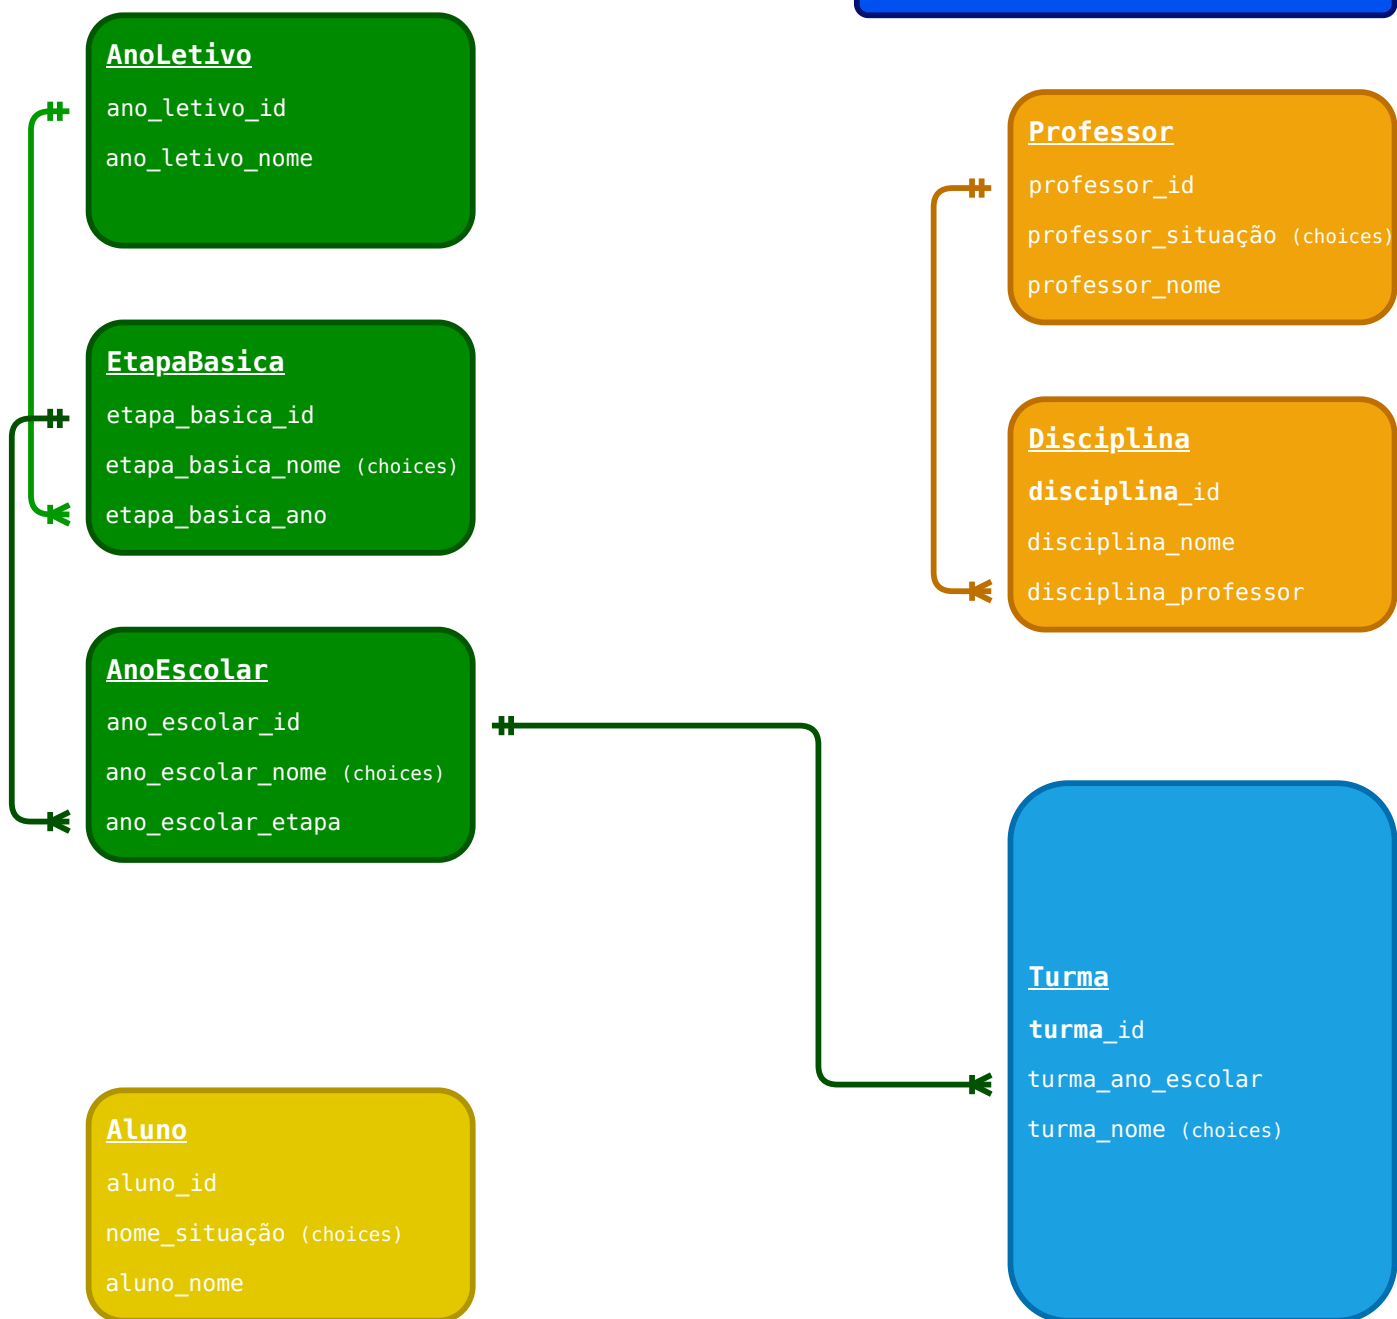 AnoLetivo
ano_letivo_id
ano_letivo_nome
EtapaBasica
etapa_basica_id
etapa_basica_nome (choices)
etapa_basica_ano
AnoEscolar
ano_escolar_id
ano_escolar_nome (choices)
ano_escolar_etapa
Aluno
aluno_id
nome_situação (choices)
aluno_nome
Professor
professor_id
professor_situação (choices)
professor_nome
Disciplina
disciplina_id
disciplina_nome
disciplina_professor
Turma
turma_id
turma_ano_escolar
turma_nome (choices)